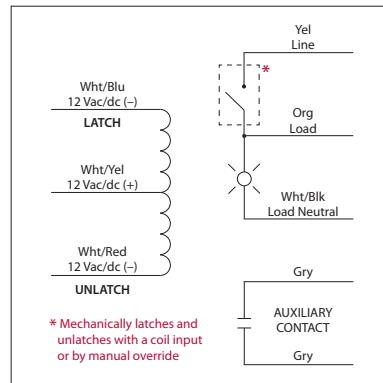 Yel
Line
*
Wht/Blu
12 Vac/dc (–)
LATCH
Org
Load
Wht/Yel
12 Vac/dc (+)
Wht/Blk
Load Neutral
Wht/Red
12 Vac/dc (–)
UNLATCH
Gry
AUXILIARY
CONTACT
Gry
* Mechanically latches and
unlatches with a coil input
or by manual override